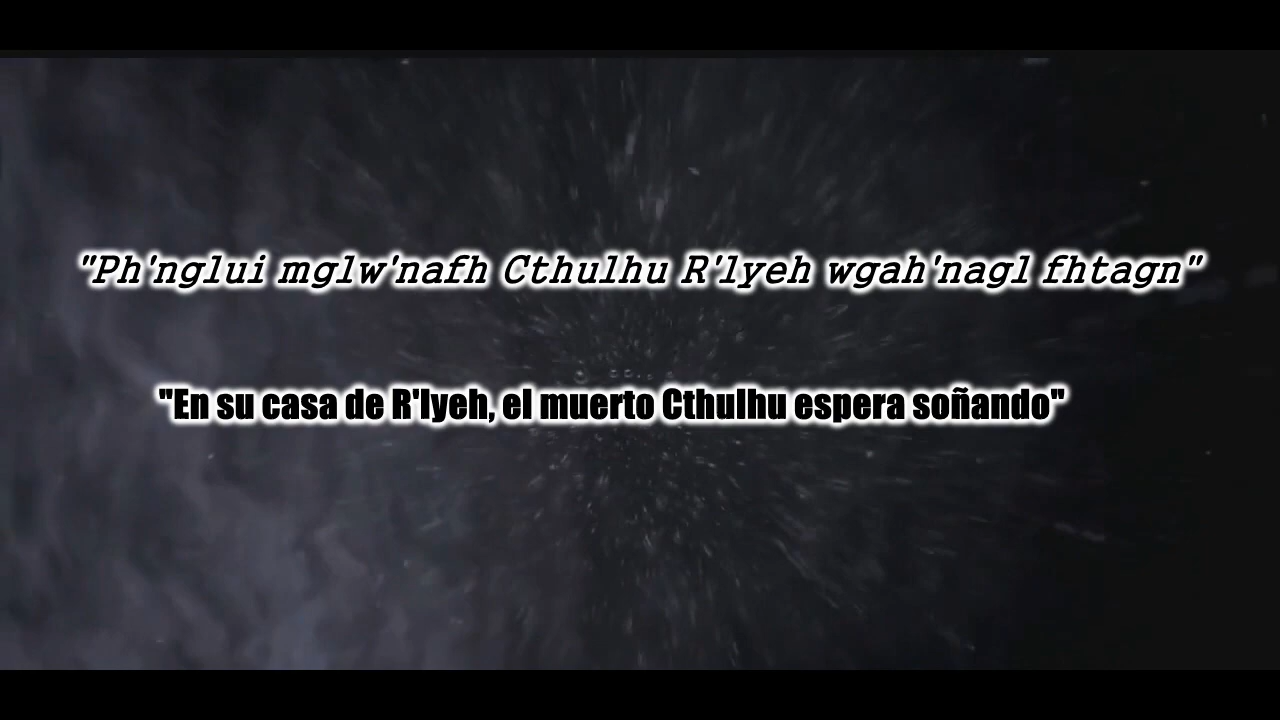 "Ph'nglui mglw'nafh Cthulhu R'lyeh wgah'nagl fhtagn"
"En su casa de R'lyeh, el muerto Cthulhu espera soñando"